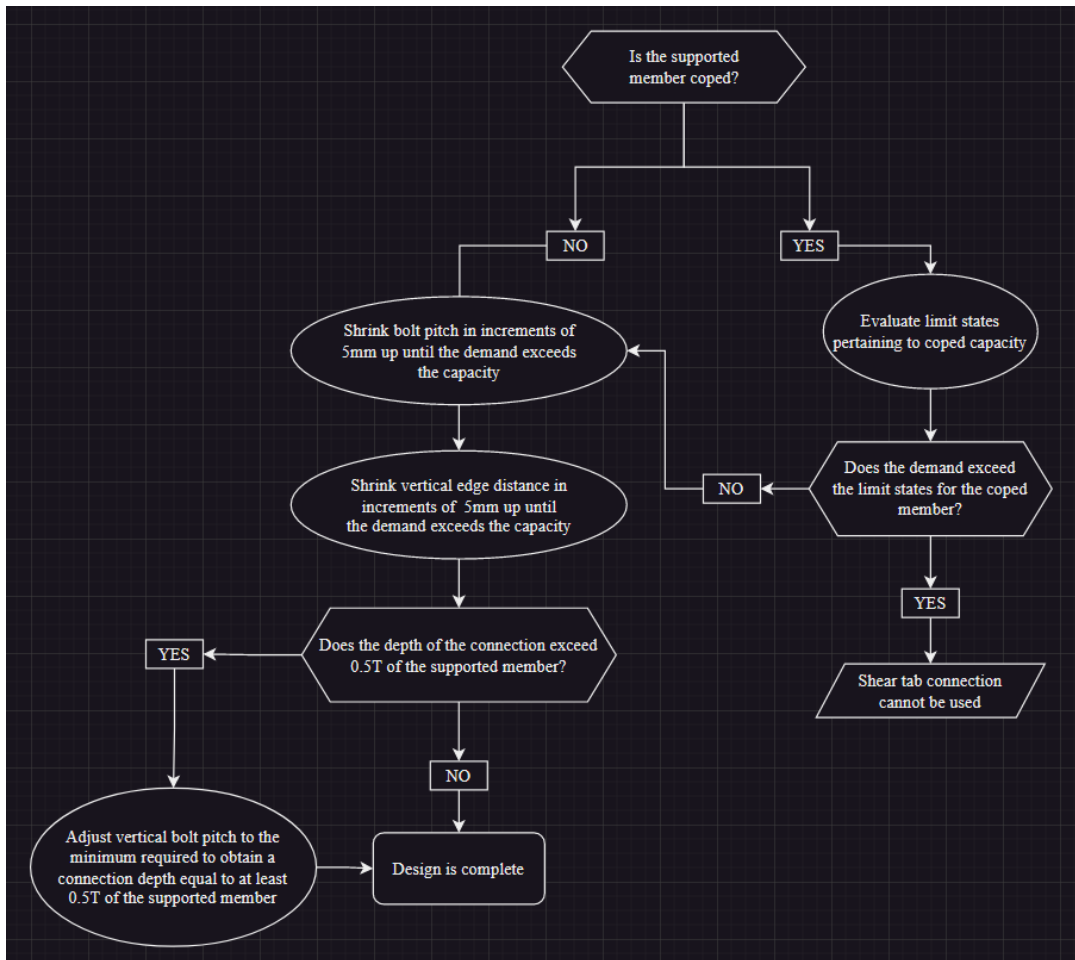 Is the supported
member coped?
NO
YES
Shrink bolt pitch in increments of
5mm up until the demand exceeds
the capacity
Evaluate limit states
pertaining to coped capacity
Shrink vertical edge distance in
increments of 5mm up until
the demand exceeds the capacity
NO
Does the demand exceed
the limit states for the coped
member?
YES
Does the depth of the connection exceed
0.5T of the supported member?
YES
Shear tab connection
cannot be used
NO
Adjust vertical bolt pitch to the
minimum required to obtain a
connection depth equal to at least
0.5T of the supported member
Design is complete